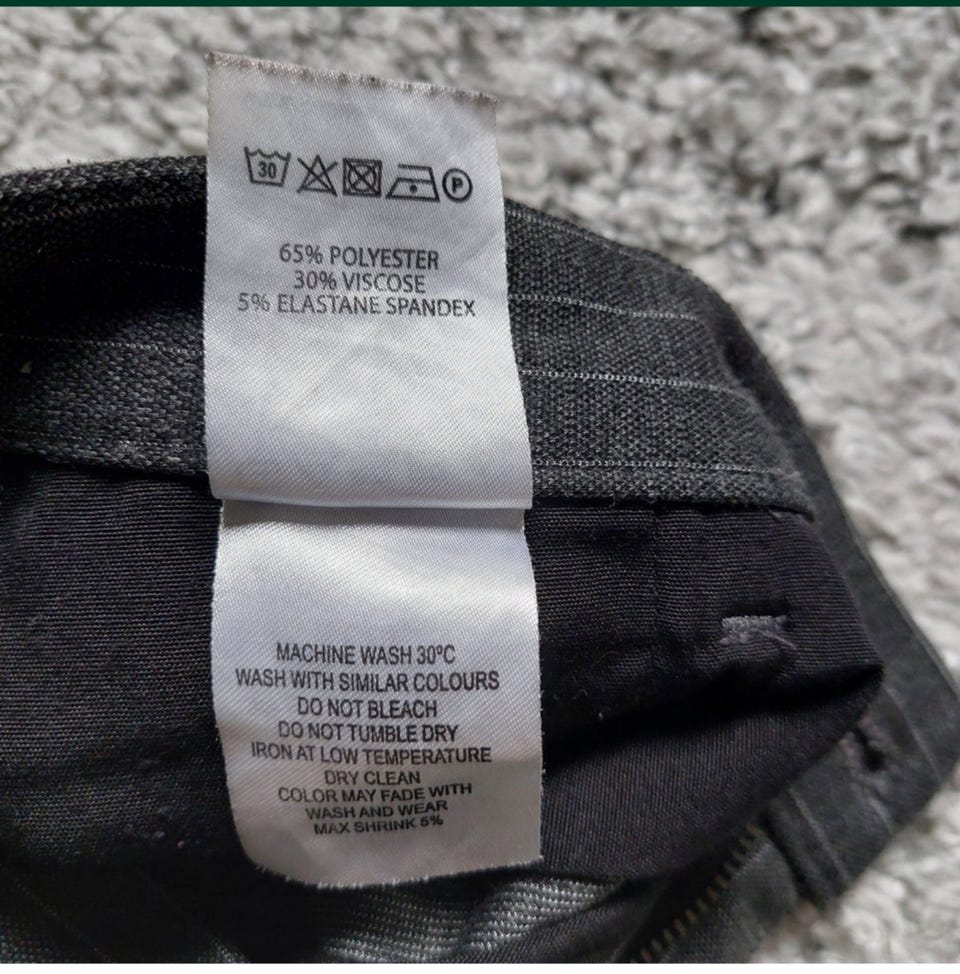 30 P
65% POLYESTER
30% VISCOSE
5% ELASTANE SPANDEX
MACHINE WASH 30ºC
WASH WITH SIMILAR COLOURS
DO NOT BLEACH
DO NOT TUMBLE DRY
IRON AT LOW TEMPERATURE
DRY CLEAN
COLOR MAY FADE WITH
WASH AND WEAR
MAX SHRINK 5%